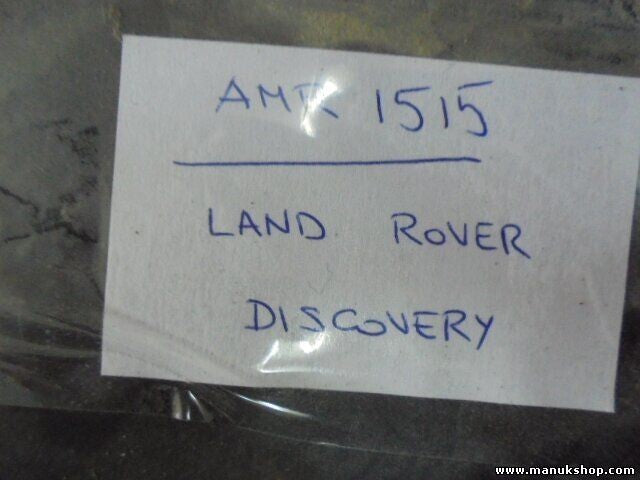 AMR 1515
LAND ROVER
DISCOVERY
www.manukshop.com